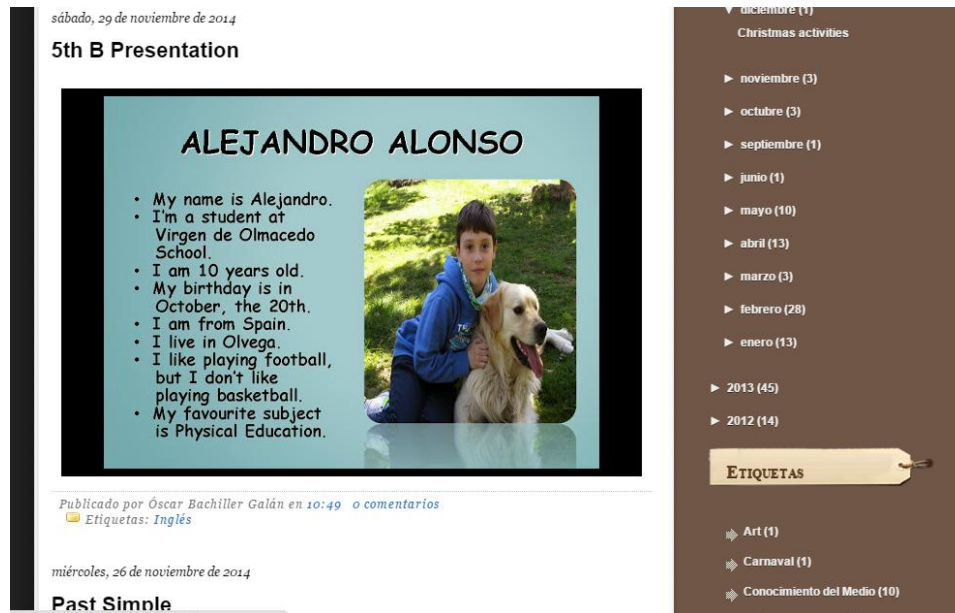 sábado, 29 de noviembre de 2014
5th B Presentation
ALEJANDRO ALONSO
• My name is Alejandro.
• I'm a student at
Virgen de Olmacedo
School.
• I am 10 years old.
• My birthday is in
October, the 20th.
• I am from Spain.
• I live in Olvega.
• I like playing football,
but I don't like
playing basketball.
• My favourite subject
is Physical Education.
Publicado por Óscar Bachiller Galán en 10:49 0 comentarios
Etiquetas: Inglés
miércoles, 26 de noviembre de 2014
Past Simple
▼ diciembre (1)
Christmas activities
► noviembre (3)
► octubre (3)
► septiembre (1)
► junio (1)
► mayo (10)
► abril (13)
► marzo (3)
► febrero (28)
► enero (13)
► 2013 (45)
► 2012 (14)
ETIQUETAS
Art (1)
Carnaval (1)
Conocimiento del Medio (10)